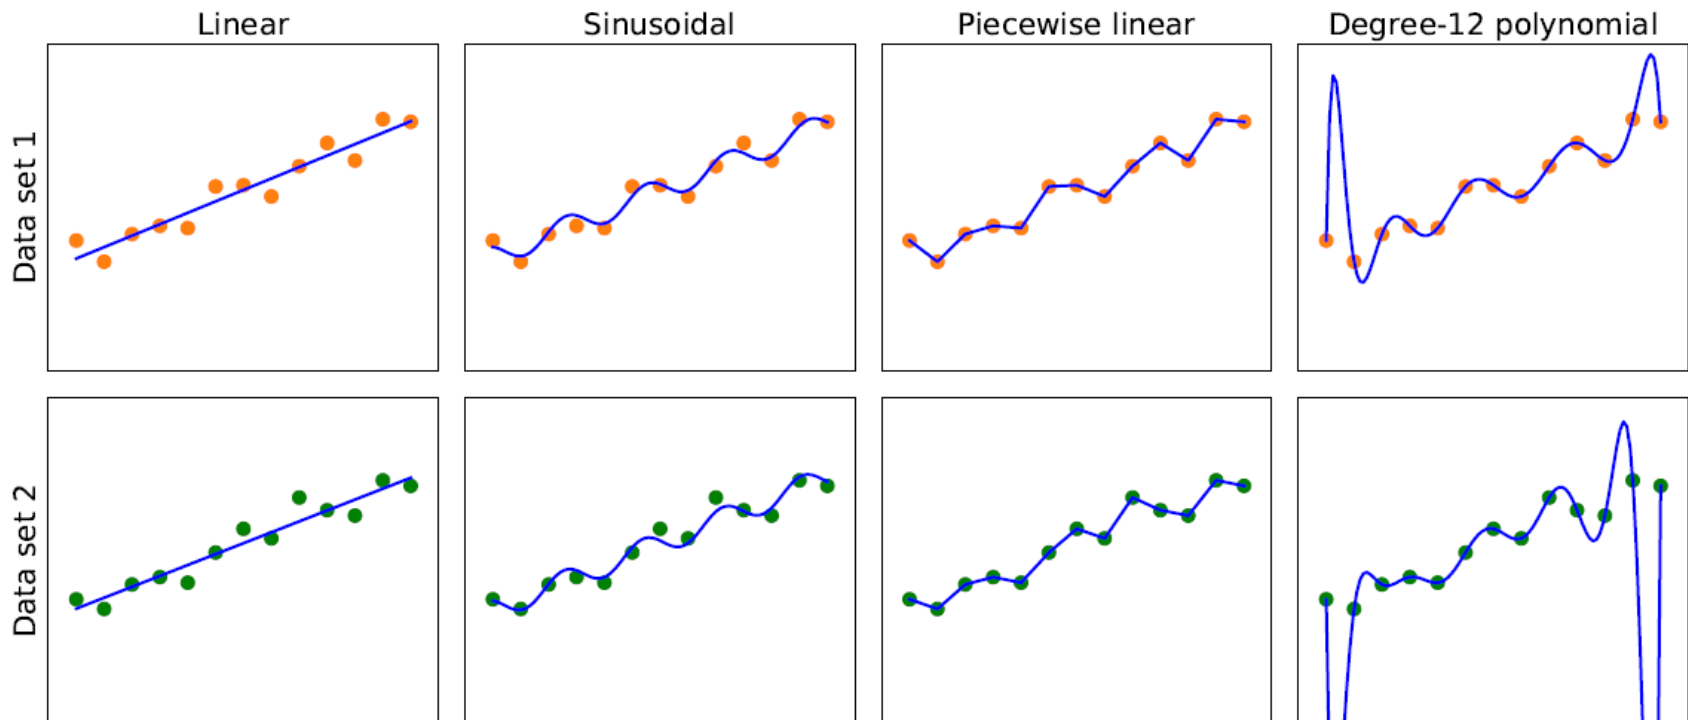 Linear
Sinusoidal
Piecewise linear
Degree-12 polynomial
Data set 1
Data set 2